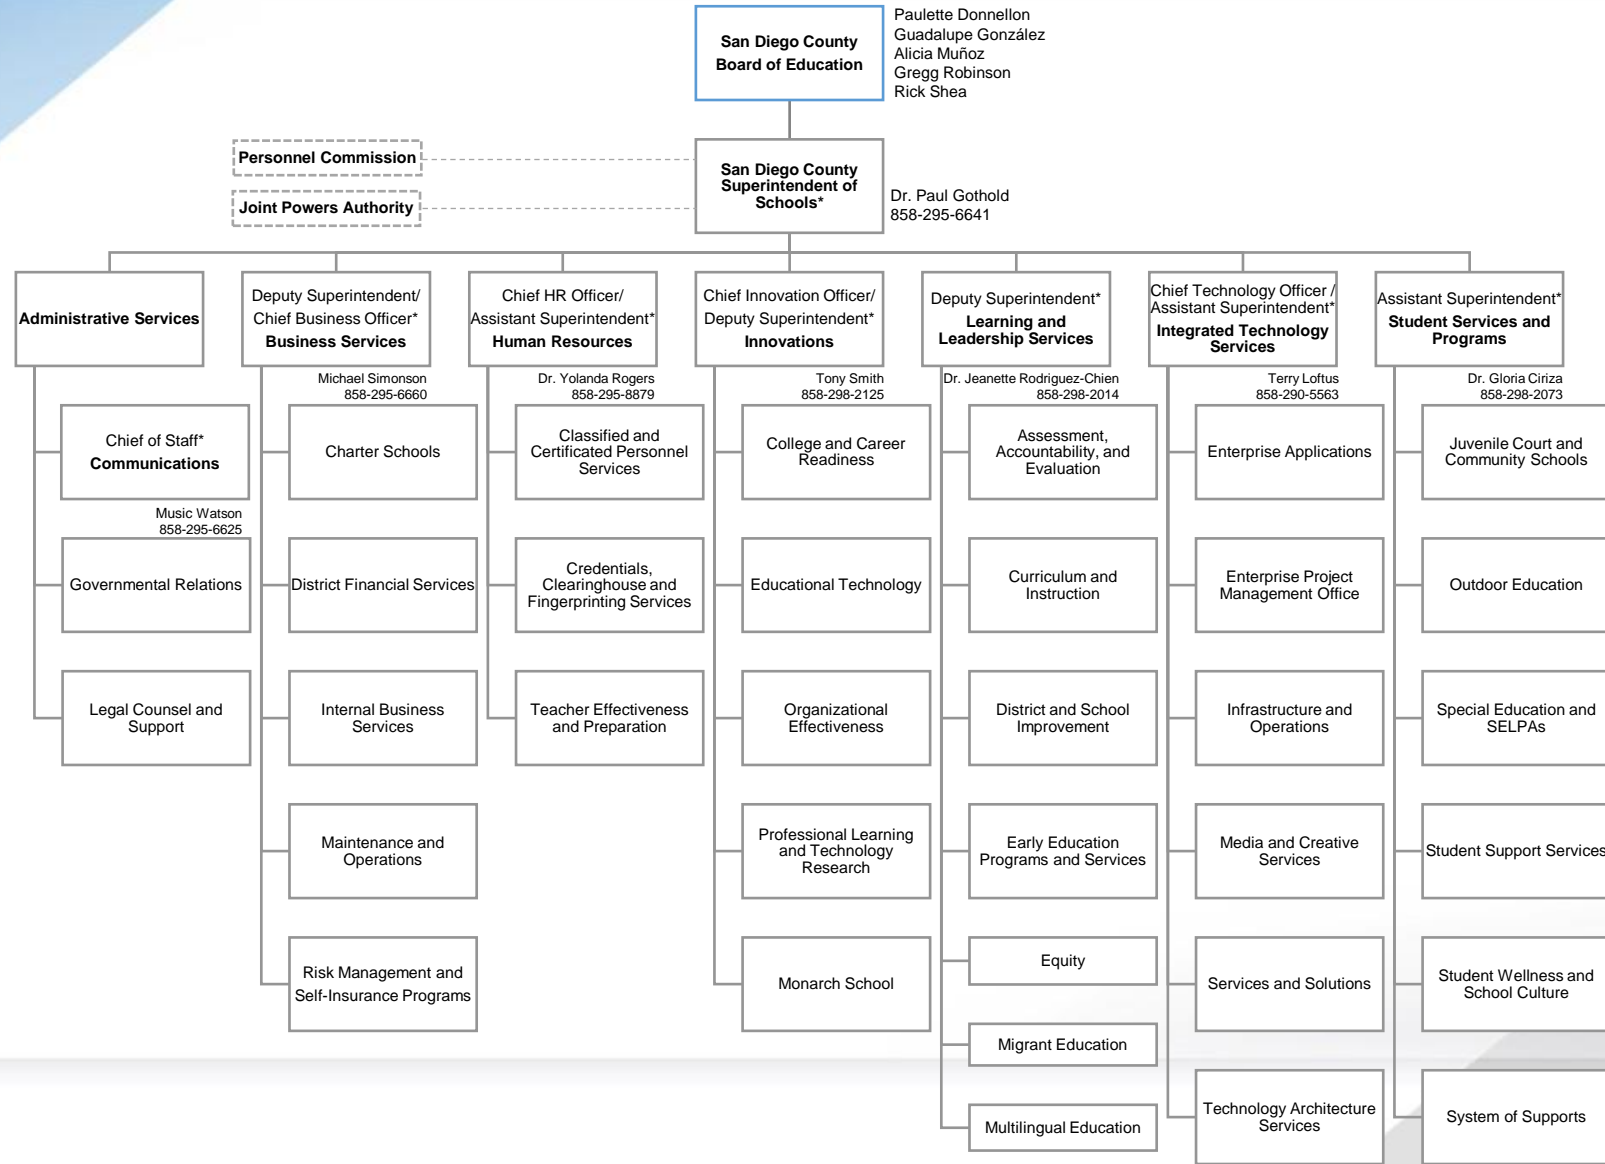 San Diego County
Board of Education
Paulette Donnellon
Guadalupe González
Alicia Muñoz
Gregg Robinson
Rick Shea
Personnel Commission
Joint Powers Authority
San Diego County
Superintendent of
Schools*
Dr. Paul Gothold
858-295-6641
Administrative Services
Chief of Staff*
Communications
Music Watson
858-295-6625
Governmental Relations
Legal Counsel and
Support
Deputy Superintendent/
Chief Business Officer*
Business Services
Michael Simonson
858-295-6660
Charter Schools
District Financial Services
Internal Business
Services
Maintenance and
Operations
Risk Management and
Self-Insurance Programs
Chief HR Officer/
Assistant Superintendent*
Human Resources
Dr. Yolanda Rogers
858-295-8879
Classified and
Certificated Personnel
Services
Credentials,
Clearinghouse and
Fingerprinting Services
Teacher Effectiveness
and Preparation
Chief Innovation Officer/
Deputy Superintendent*
Innovations
Tony Smith
858-298-2125
College and Career
Readiness
Educational Technology
Organizational
Effectiveness
Professional Learning
and Technology
Research
Monarch School
Deputy Superintendent*
Learning and
Leadership Services
Dr. Jeanette Rodriguez-Chien
858-298-2014
Assessment,
Accountability, and
Evaluation
Curriculum and
Instruction
District and School
Improvement
Early Education
Programs and Services
Equity
Migrant Education
Multilingual Education
Chief Technology Officer /
Assistant Superintendent*
Integrated Technology
Services
Terry Loftus
858-290-5563
Enterprise Applications
Enterprise Project
Management Office
Infrastructure and
Operations
Media and Creative
Services
Services and Solutions
Technology Architecture
Services
Assistant Superintendent*
Student Services and
Programs
Dr. Gloria Ciriza
858-298-2073
Juvenile Court and
Community Schools
Outdoor Education
Special Education and
SELPAs
Student Support Services
Student Wellness and
School Culture
System of Supports